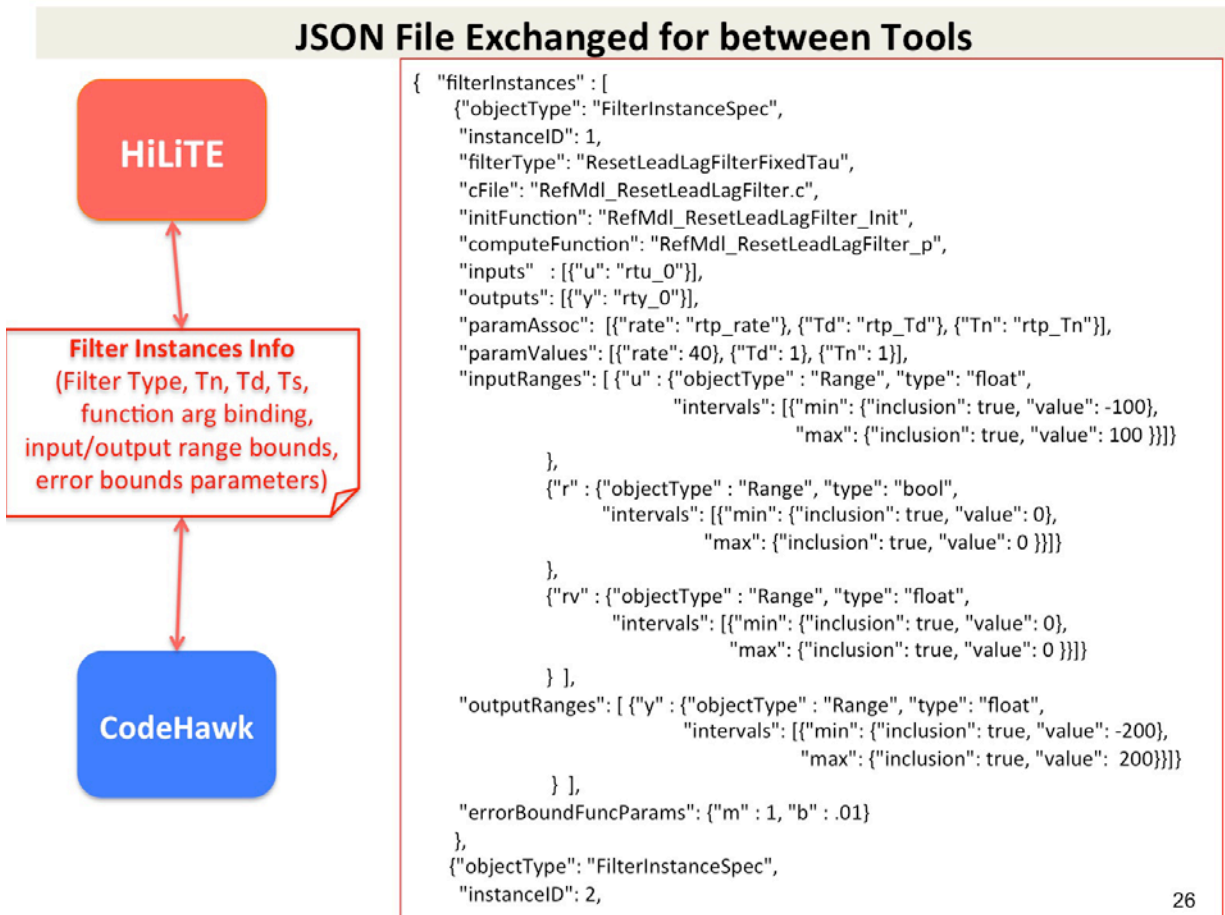 JSON File Exchanged for between Tools
HiLiTE
Filter Instances Info
(Filter Type, Tn, Td, Ts,
function arg binding,
input/output range bounds,
error bounds parameters)
CodeHawk
{ "filterInstances" : [
{"objectType": "FilterInstanceSpec",
"instanceID": 1,
"filterType": "ResetLeadLagFilterFixedTau",
"cFile": "RefMdl_ResetLeadLagFilter.c",
"initFunction": "RefMdl_ResetLeadLagFilter_Init",
"computeFunction": "RefMdl_ResetLeadLagFilter_p",
"inputs" : [{"u": "rtu_0"}],
"outputs": [{"y": "rty_0"}],
"paramAssoc": [{"rate": "rtp_rate"}, {"Td": "rtp_Td"}, {"Tn": "rtp_Tn"}],
"paramValues": [{"rate": 40}, {"Td": 1}, {"Tn": 1}],
"inputRanges": [ {"u" : {"objectType" : "Range", "type": "float",
"intervals": [{"min": {"inclusion": true, "value": -100},
"max": {"inclusion": true, "value": 100 }}]}
},
{"r" : {"objectType" : "Range", "type": "bool",
"intervals": [{"min": {"inclusion": true, "value": 0},
"max": {"inclusion": true, "value": 0 }}]}
},
{"rv" : {"objectType" : "Range", "type": "float",
"intervals": [{"min": {"inclusion": true, "value": 0},
"max": {"inclusion": true, "value": 0 }}]}
} ],
"outputRanges": [ {"y" : {"objectType" : "Range", "type": "float",
"intervals": [{"min": {"inclusion": true, "value": -200},
"max": {"inclusion": true, "value": 200}}]}
} ],
"errorBoundFuncParams": {"m" : 1, "b" : .01}
},
{"objectType": "FilterInstanceSpec",
"instanceID": 2,
26